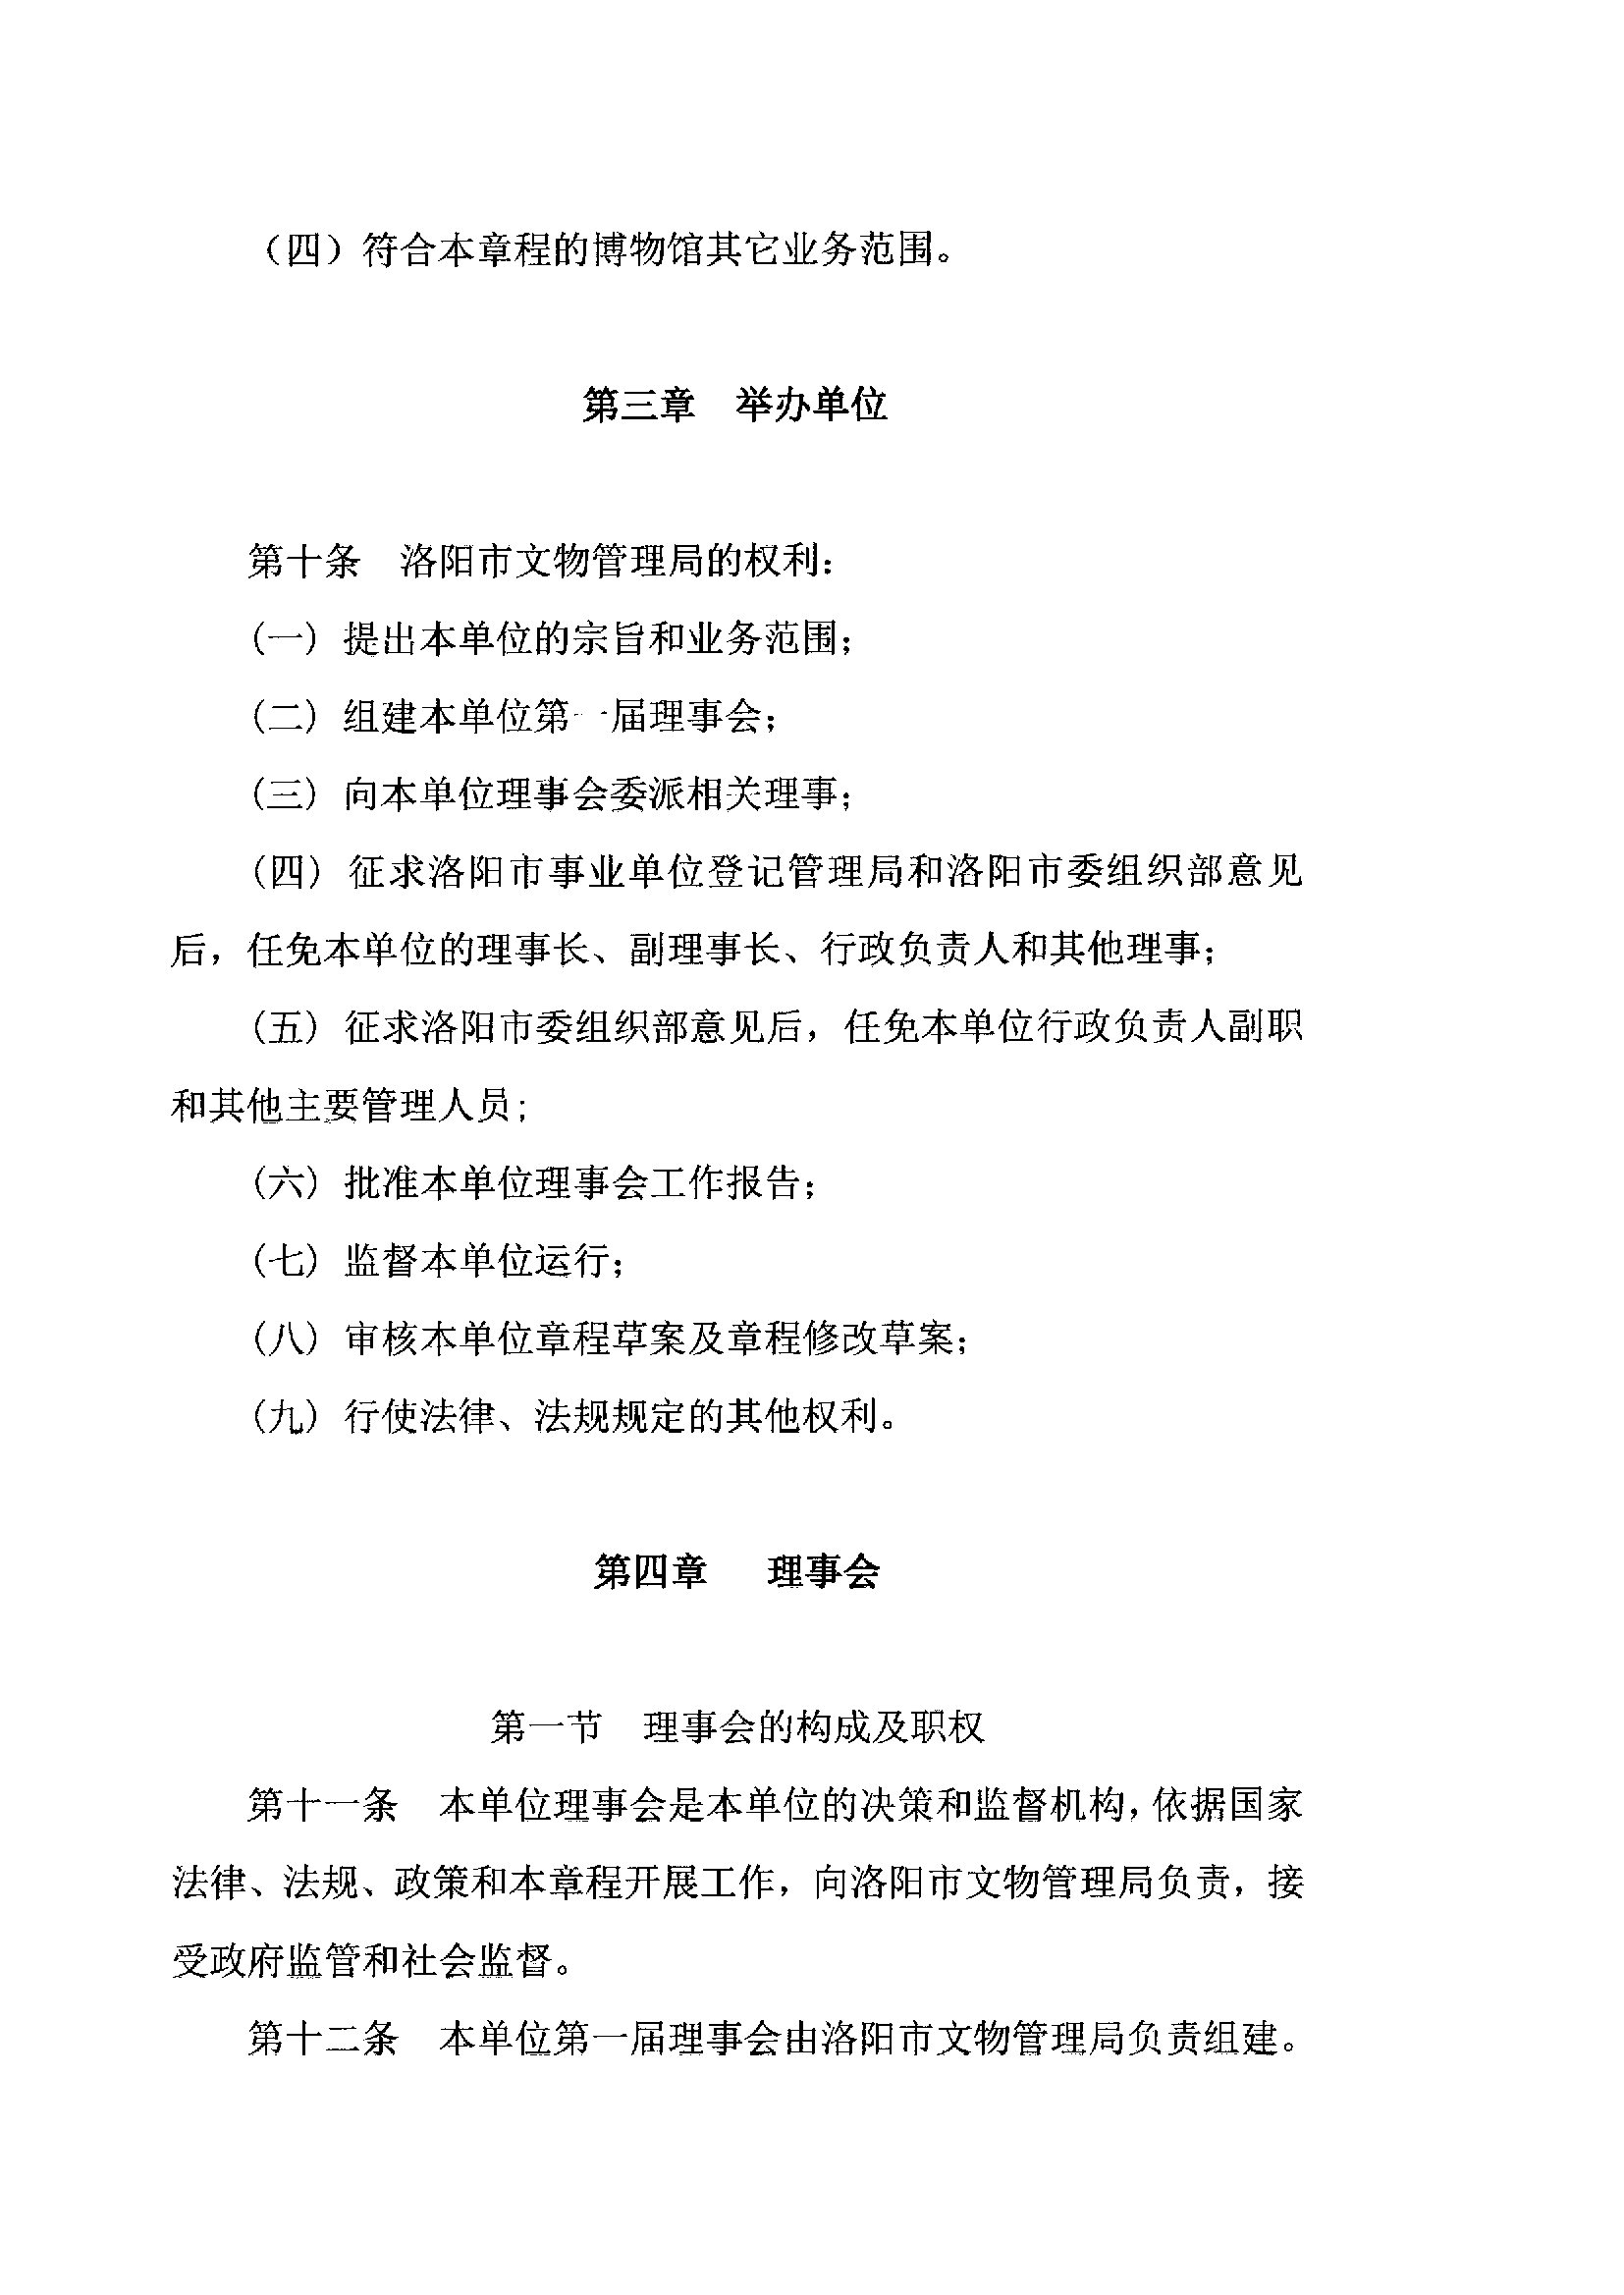 （四）符合本章程的博物馆其它业务范围。
第三章　举办单位
第十条　洛阳市文物管理局的权利：
(一) 提出本单位的宗旨和业务范围；
(二) 组建本单位第一届理事会；
(三) 向本单位理事会委派相关理事；
(四) 征求洛阳市事业单位登记管理局和洛阳市委组织部意见
后，任免本单位的理事长、副理事长、行政负责人和其他理事；
(五) 征求洛阳市委组织部意见后，任免本单位行政负责人副职
和其他主要管理人员；
(六) 批准本单位理事会工作报告；
(七) 监督本单位运行；
(八) 审核本单位章程草案及章程修改草案；
(九) 行使法律、法规规定的其他权利。
第四章　理事会
第一节　理事会的构成及职权
第十一条　本单位理事会是本单位的决策和监督机构，依据国家
法律、法规、政策和本章程开展工作，向洛阳市文物管理局负责，接
受政府监管和社会监督。
第十二条　本单位第一届理事会由洛阳市文物管理局负责组建。